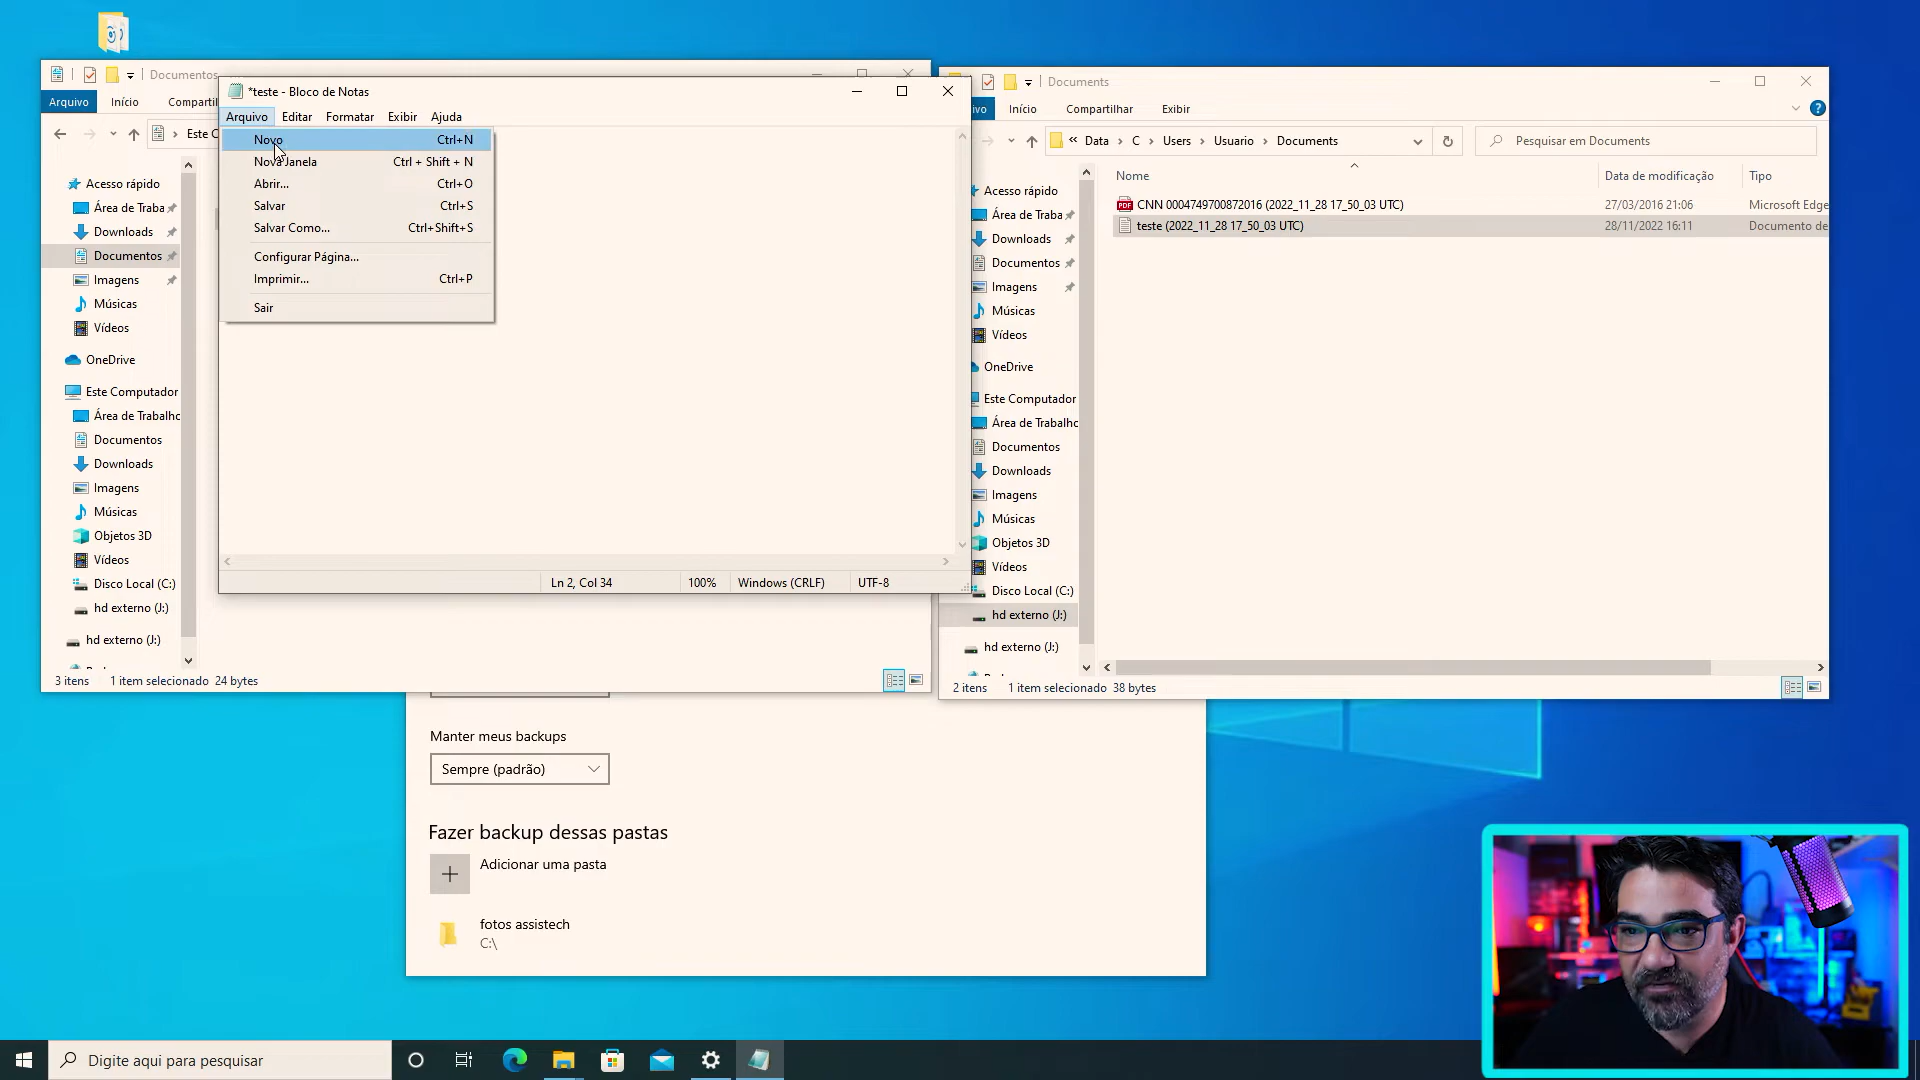 Documentos
Arquivo
Início
Este C
Acesso rápido
Área de Traba
Downloads
Documentos
Imagens
Músicas
Vídeos
OneDrive
Este Computador
Área de Trabalho
Documentos
Downloads
Imagens
Músicas
Objetos 3D
Vídeos
Disco Local (C:)
hd externo (J:)
hd externo (J:)
3 itens 1 item selecionado 24 bytes
*teste - Bloco de Notas
Arquivo Editar Formatar Exibir Ajuda
Novo Ctrl+N
Nova Janela Ctrl + Shift + N
Abrir... Ctrl+O
Salvar Ctrl+S
Salvar Como... Ctrl+Shift+S
Configurar Página...
Imprimir... Ctrl+P
Sair
Ln 2, Col 34 100% Windows (CRLF) UTF-8
Documents
Início Compartilhar Exibir
« Data > C > Users > Usuario > Documents
Pesquisar em Documents
Acesso rápido
Área de Traba
Downloads
Documentos
Imagens
Músicas
Vídeos
OneDrive
Este Computador
Área de Trabalho
Documentos
Downloads
Imagens
Músicas
Objetos 3D
Vídeos
Disco Local (C:)
hd externo (J:)
hd externo (J:)
Nome Data de modificação Tipo
CNN 0004749700872016 (2022_11_28 17_50_03 UTC) 27/03/2016 21:06 Microsoft Edge
teste (2022_11_28 17_50_03 UTC) 28/11/2022 16:11 Documento de
2 itens 1 item selecionado 38 bytes
Manter meus backups
Sempre (padrão)
Fazer backup dessas pastas
Adicionar uma pasta
fotos assistech
C:\
Digite aqui para pesquisar